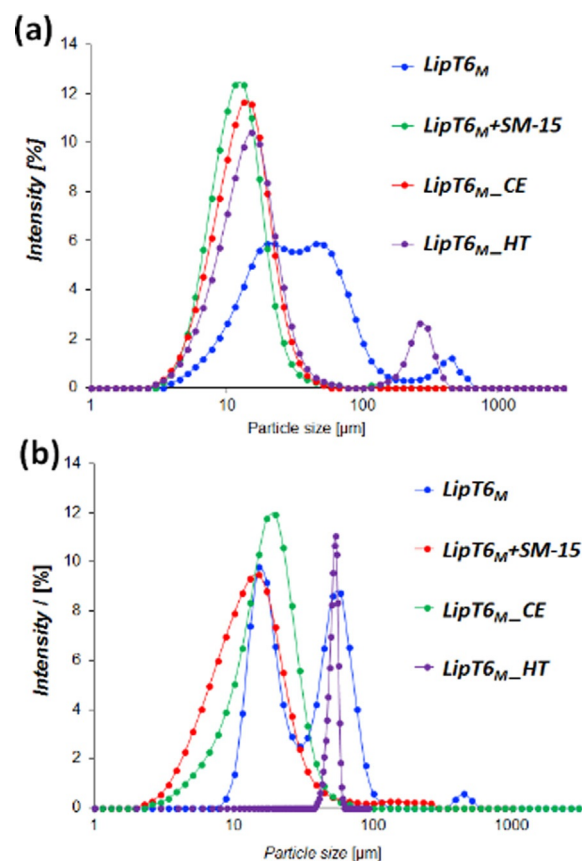 (a)
Intensity [%]
14
12
10
8
6
4
2
0
1
10
100
1000
Particle size [µm]
LipT6M
LipT6M+SM-15
LipT6M_CE
LipT6M_HT
(b)
Intensity / [%]
14
12
10
8
6
4
2
0
1
10
100
1000
Particle size [µm]
LipT6M
LipT6M+SM-15
LipT6M_CE
LipT6M_HT